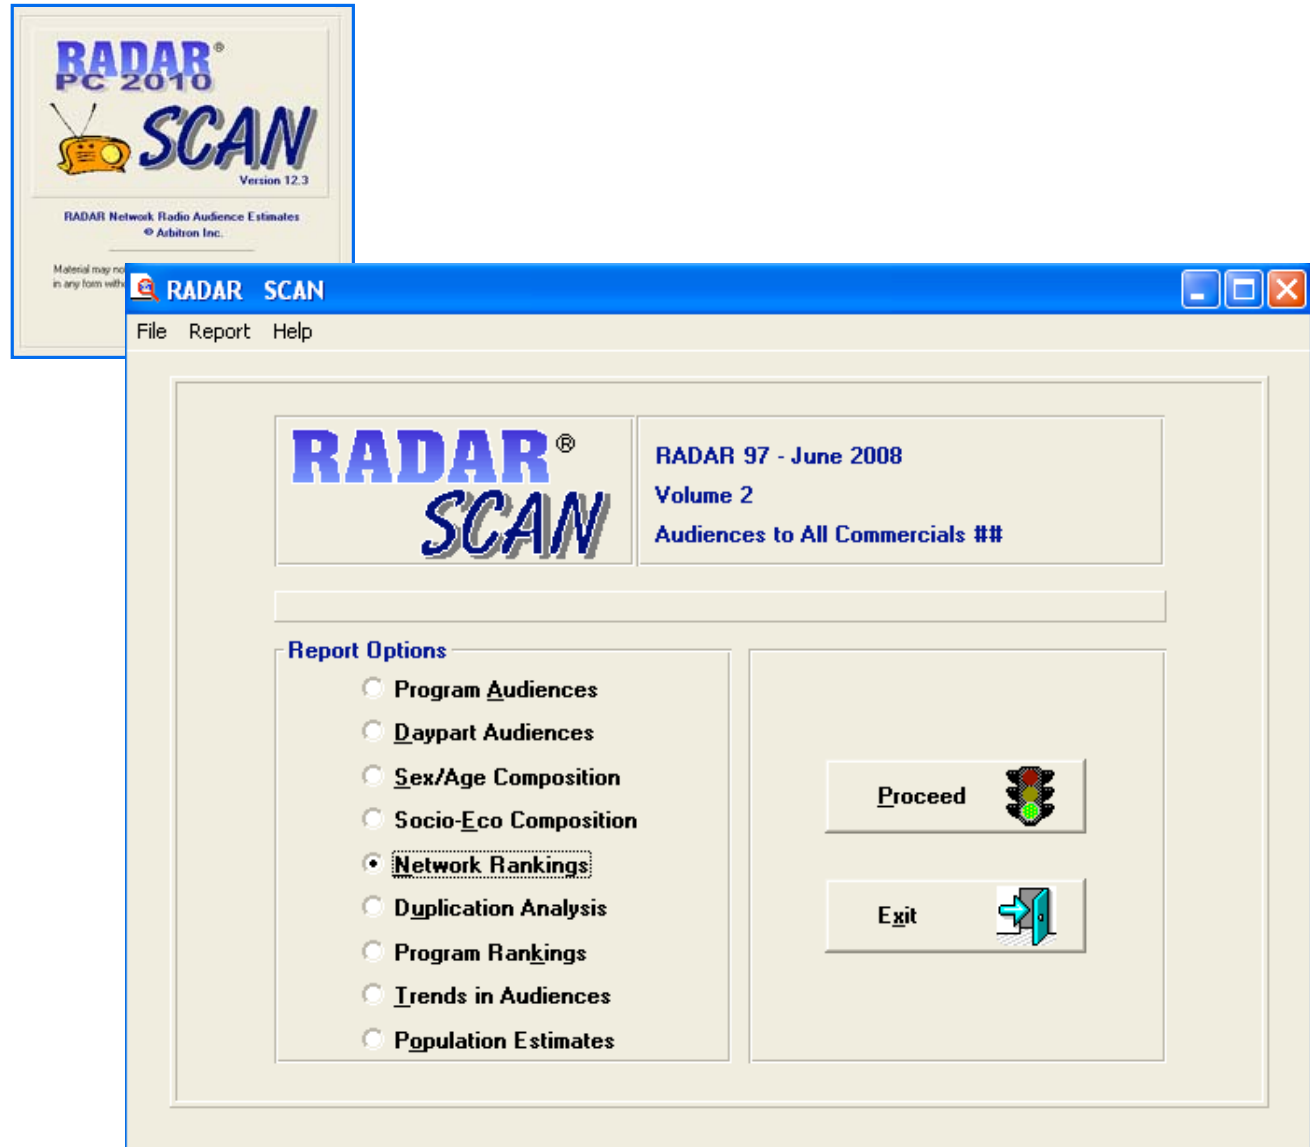 RADAR®
PC 2010
SCAN
Version 12.3
RADAR Network Radio Audience Estimates
© Arbitron Inc.
Material may no
in any form with
RADAR SCAN
File Report Help
RADAR®
SCAN
RADAR 97 - June 2008
Volume 2
Audiences to All Commercials ##
Report Options
Program Audiences
Daypart Audiences
Sex/Age Composition
Socio-Eco Composition
Network Rankings
Duplication Analysis
Program Rankings
Trends in Audiences
Population Estimates
Proceed
Exit